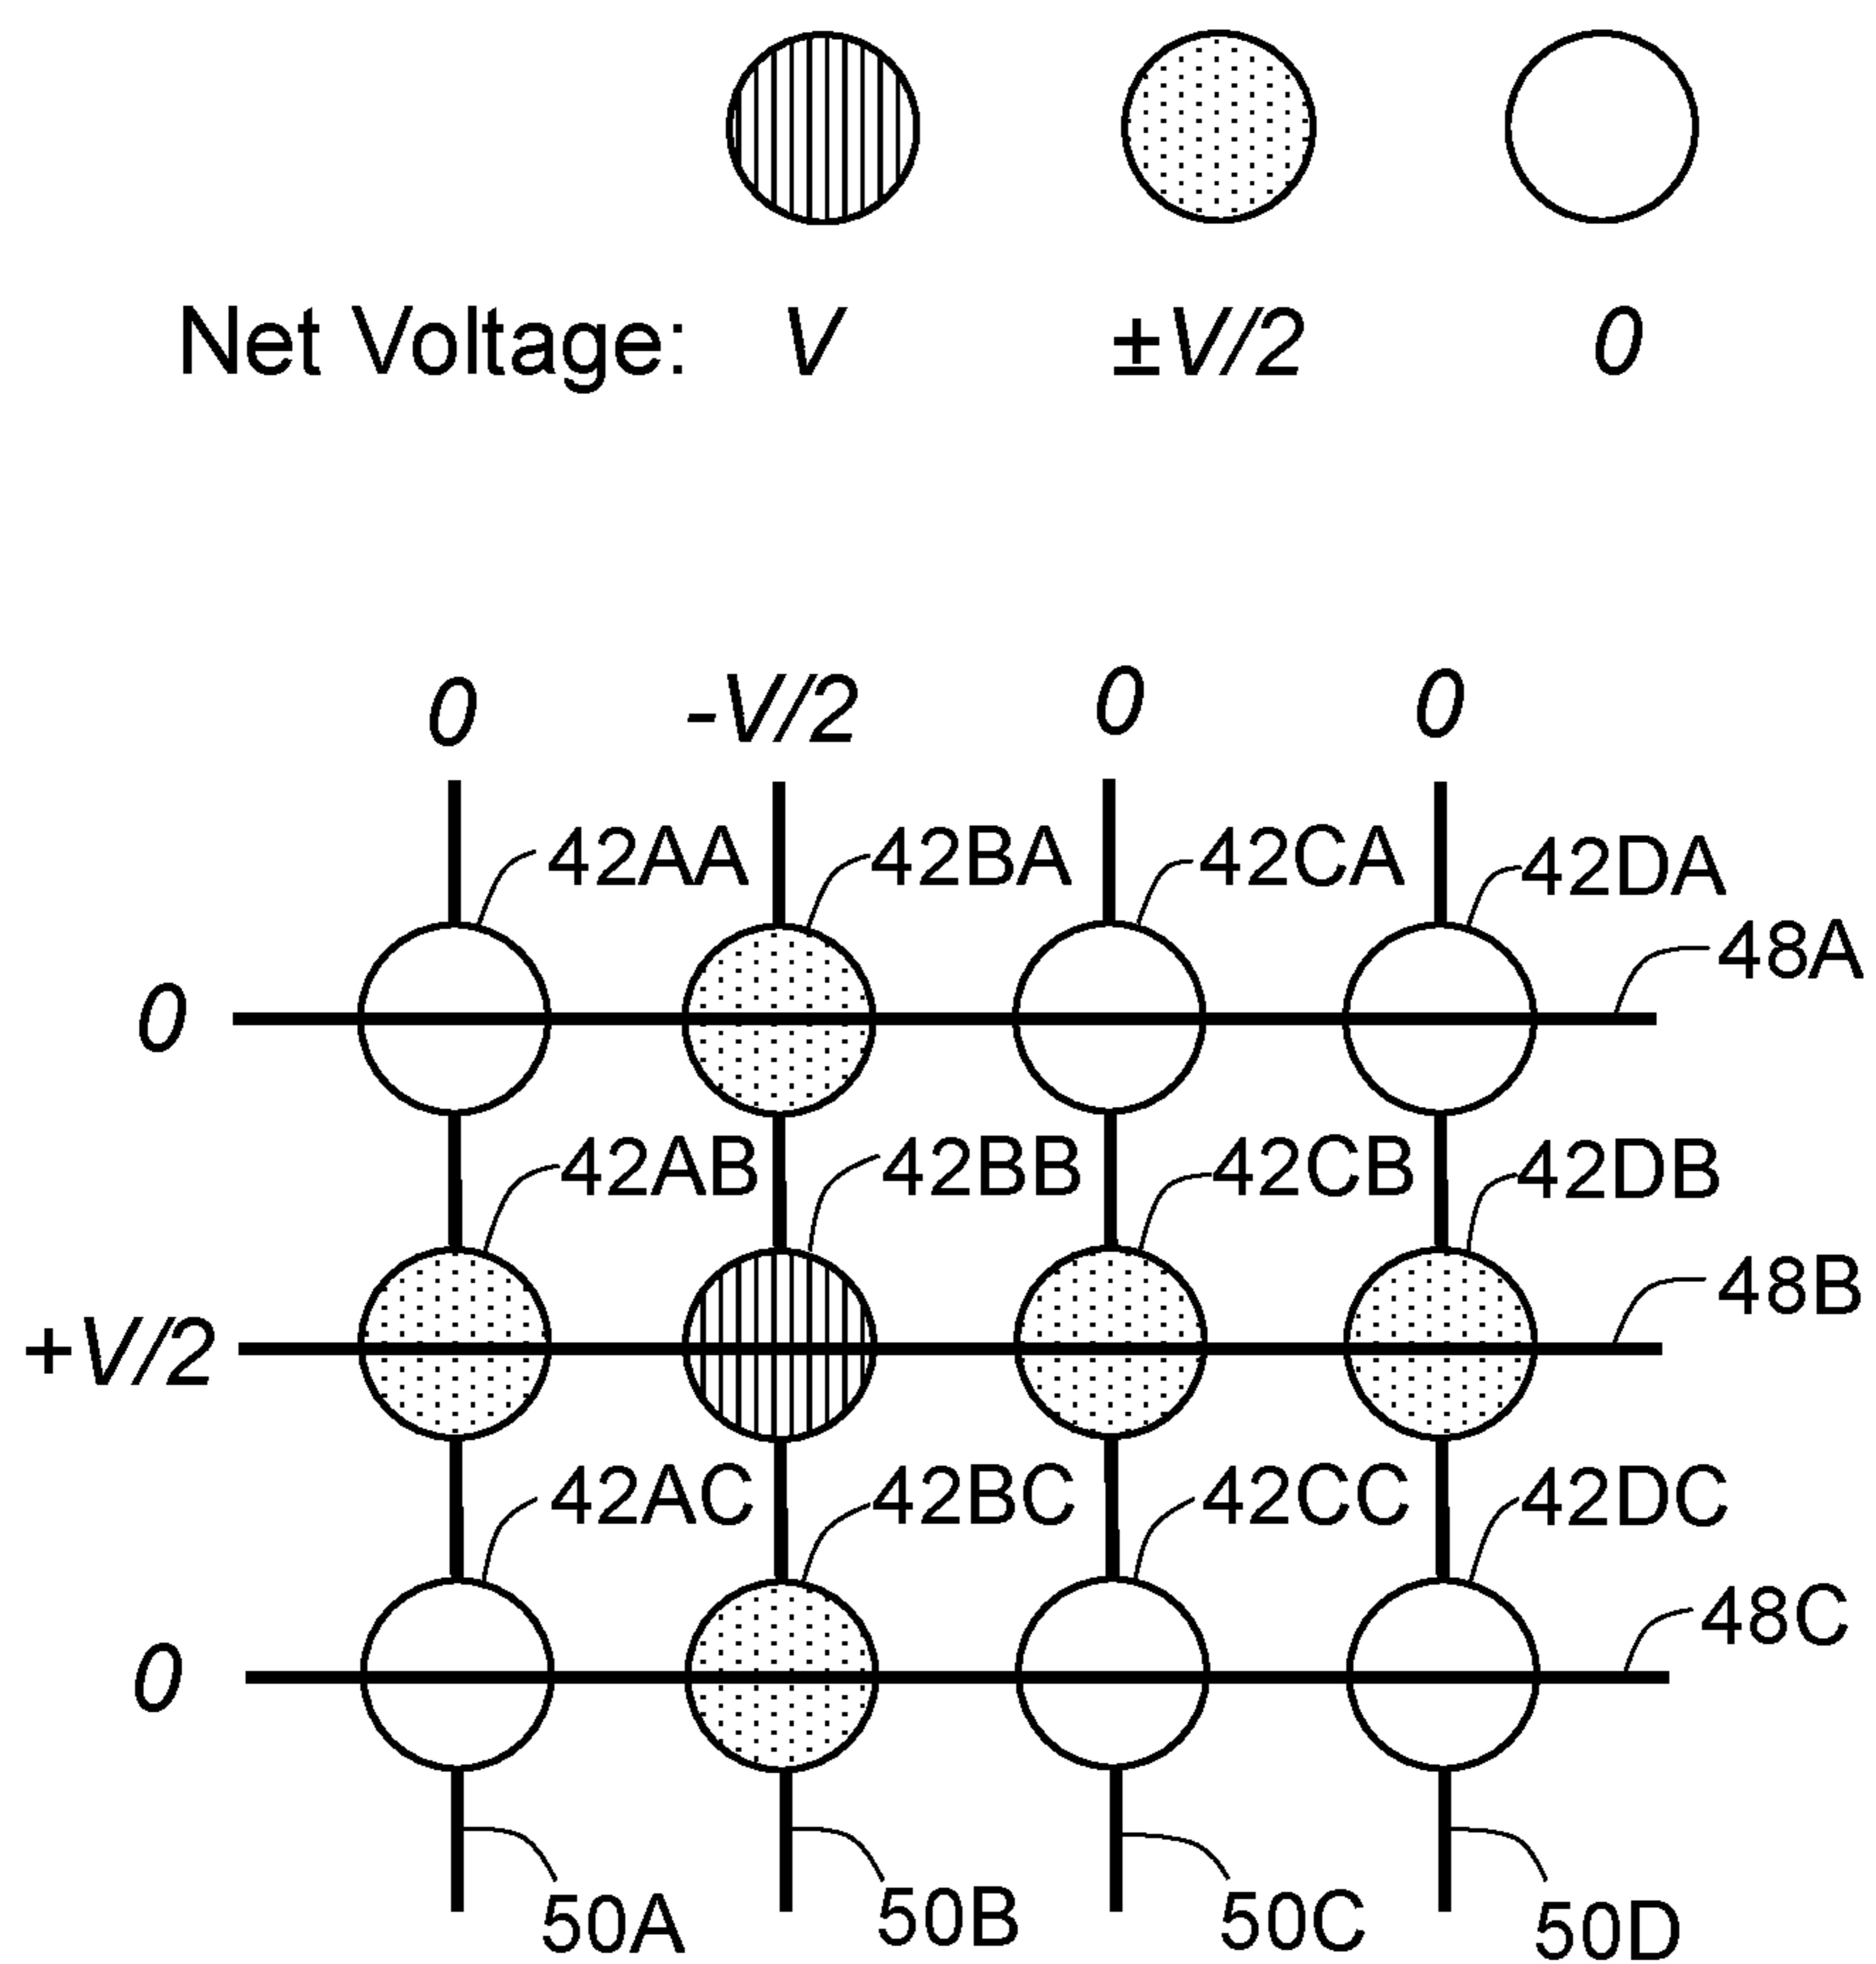 Net Voltage: V ±V/2 0
0 -V/2 0 0
42AA 42BA 42CA 42DA
48A
0
42AB 42BB 42CB 42DB
48B
+V/2
42AC 42BC 42CC 42DC
48C
0
50A 50B 50C 50D